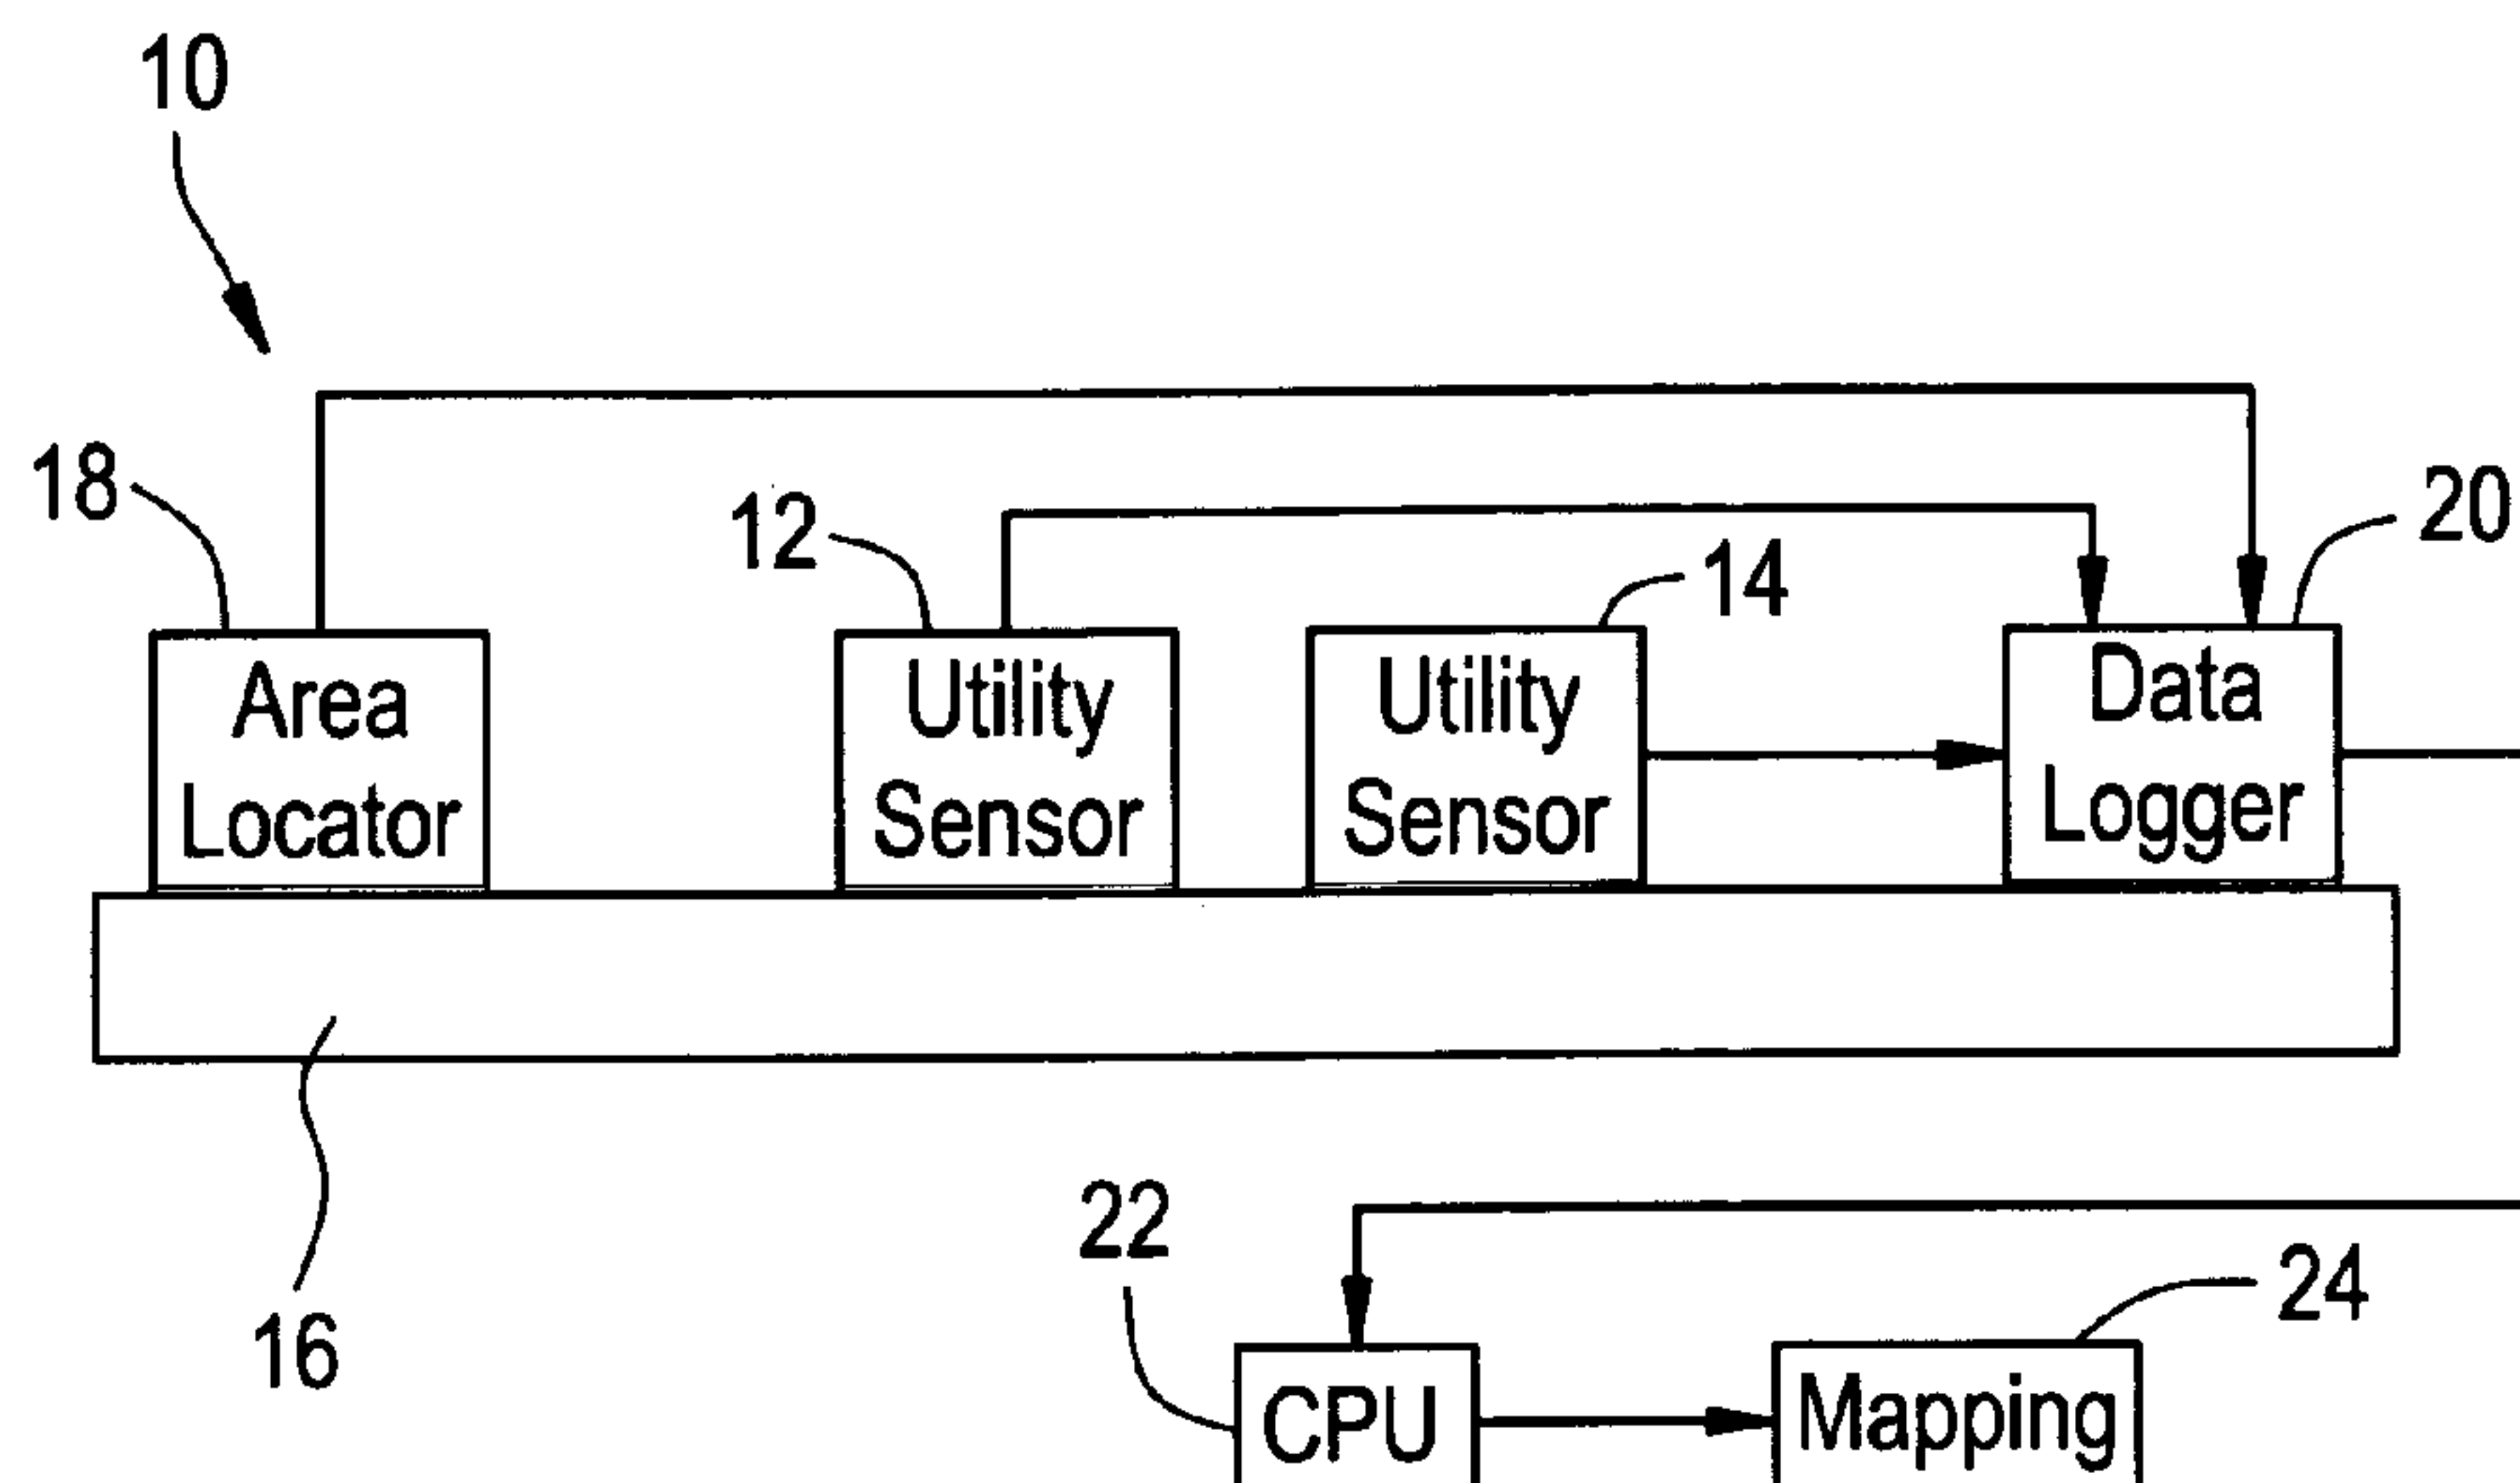 10
18
12
14
20
Area
Locator
Utility
Sensor
Utility
Sensor
Data
Logger
16
22
24
CPU
Mapping